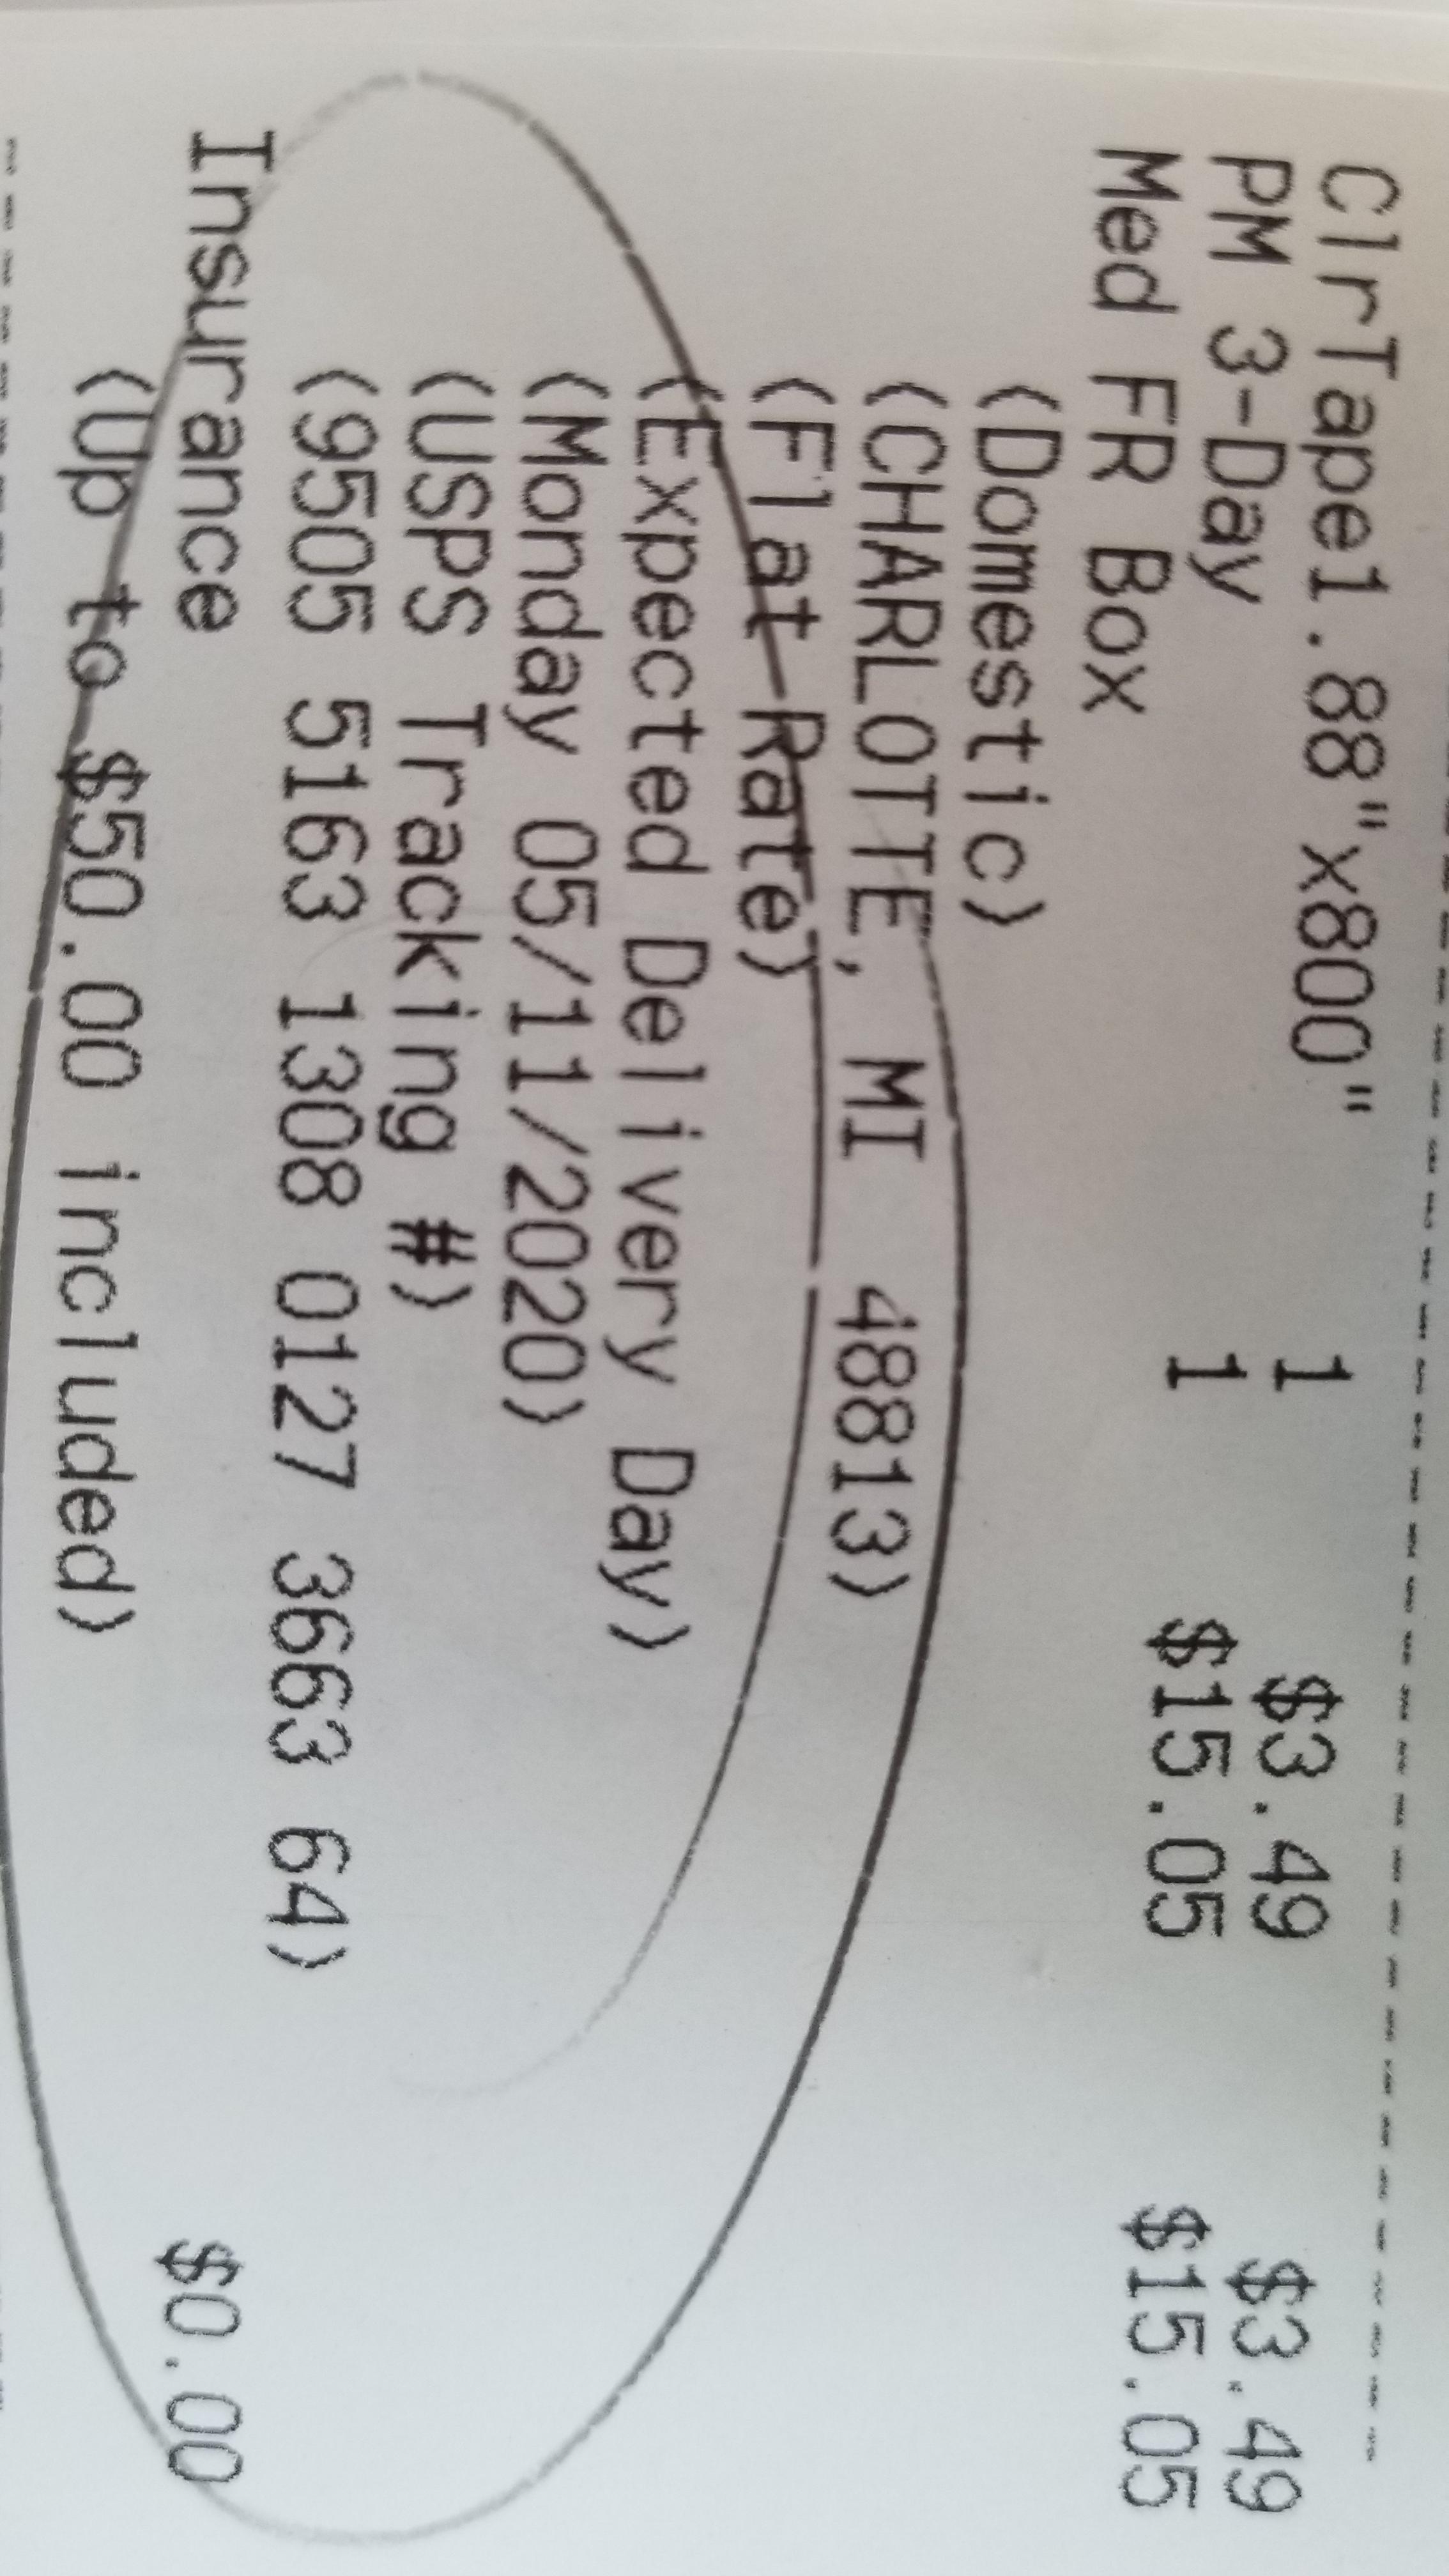 ClrTape1.88"x800" 1 $3.49 $3.49
PM 3-Day 1 $15.05 $15.05
Med FR Box
(Domestic)
(CHARLOTTE, MI 48813)
(Flat Rate)
(Expected Delivery Day)
(Monday 05/11/2020)
(USPS Tracking #)
(9505 5163 1308 0127 3663 64)
Insurance $0.00
(Up to $50.00 included)